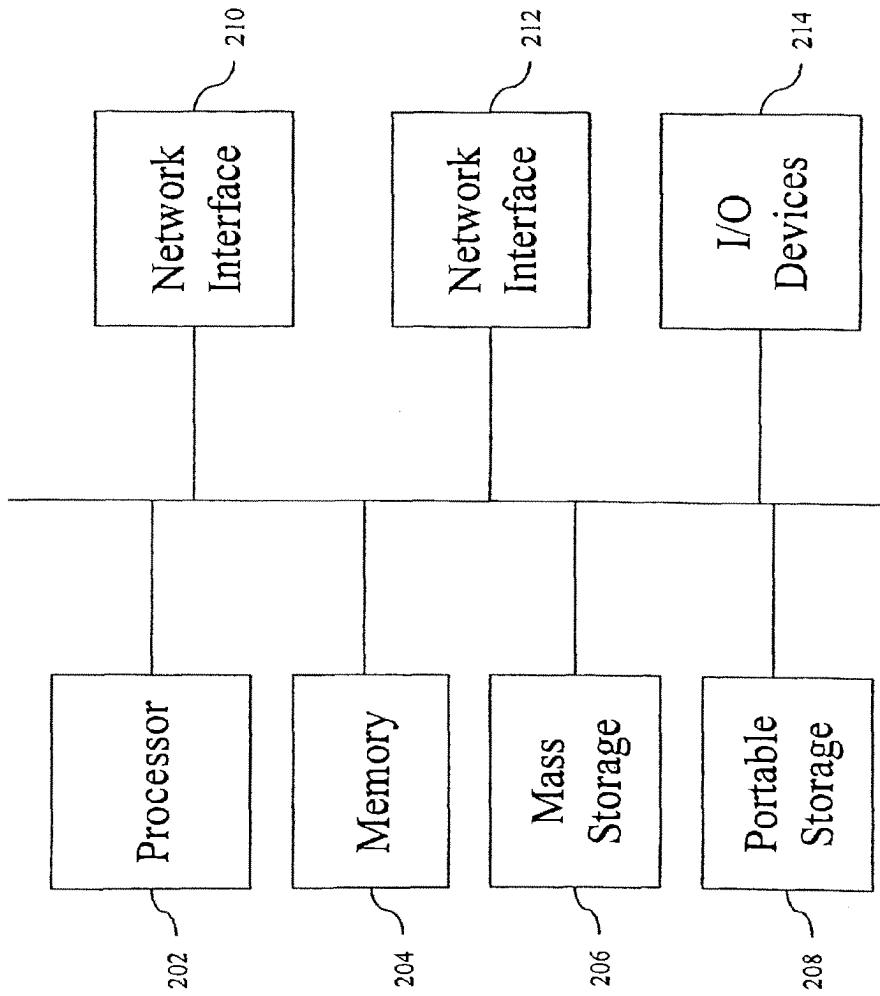 Processor
202
Memory
204
Mass
Storage
206
Portable
Storage
208
Network
Interface
210
Network
Interface
212
I/O
Devices
214